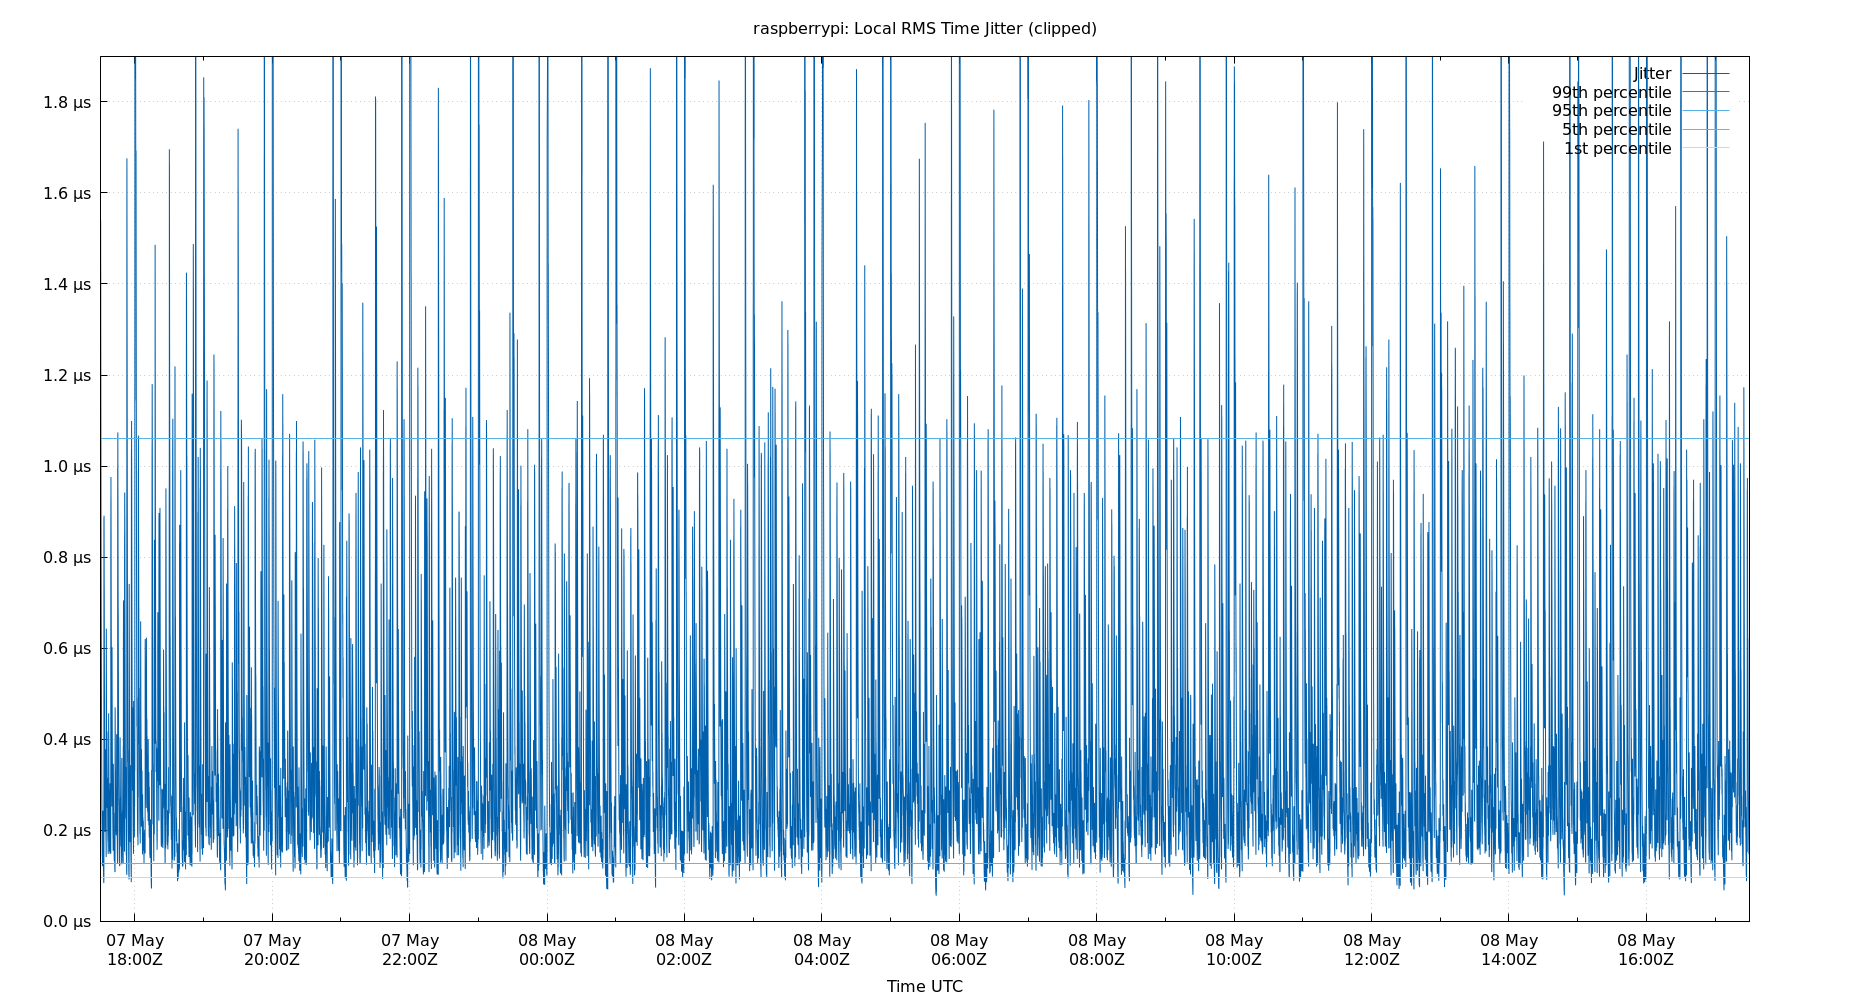 raspberrypi: Local RMS Time Jitter (clipped)
Jitter
99th percentile
95th percentile
5th percentile
1st percentile
1.8 µs
1.6 µs
1.4 µs
1.2 µs
1.0 µs
0.8 µs
0.6 µs
0.4 µs
0.2 µs
0.0 µs
07 May 07 May 07 May 08 May 08 May 08 May 08 May 08 May 08 May 08 May 08 May 08 May
18:00Z 20:00Z 22:00Z 00:00Z 02:00Z 04:00Z 06:00Z 08:00Z 10:00Z 12:00Z 14:00Z 16:00Z
Time UTC